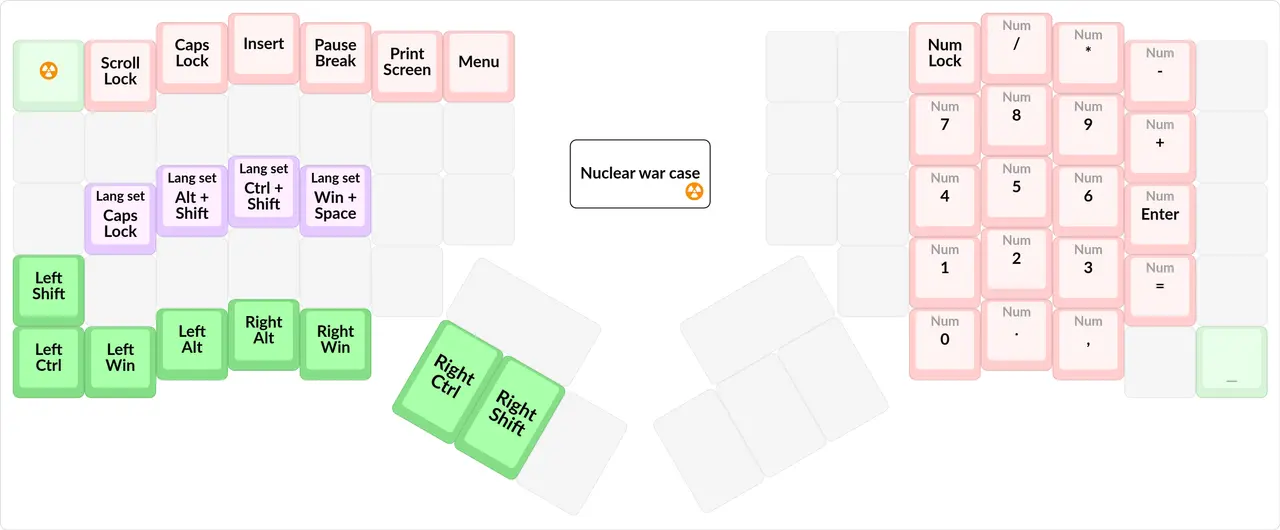 Scroll
Lock
Caps
Lock
Insert
Pause
Break
Print
Screen
Menu
Lang set
Caps
Lock
Lang set
Alt +
Shift
Lang set
Ctrl +
Shift
Lang set
Win +
Space
Left
Shift
Left
Ctrl
Left
Win
Left
Alt
Right
Alt
Right
Win
Right
Ctrl
Right
Shift
Nuclear war case
Num
Lock
Num
/
Num
*
Num
-
Num
7
Num
8
Num
9
Num
+
Num
4
Num
5
Num
6
Num
Enter
Num
1
Num
2
Num
3
Num
=
Num
0
Num
.
Num
,
_